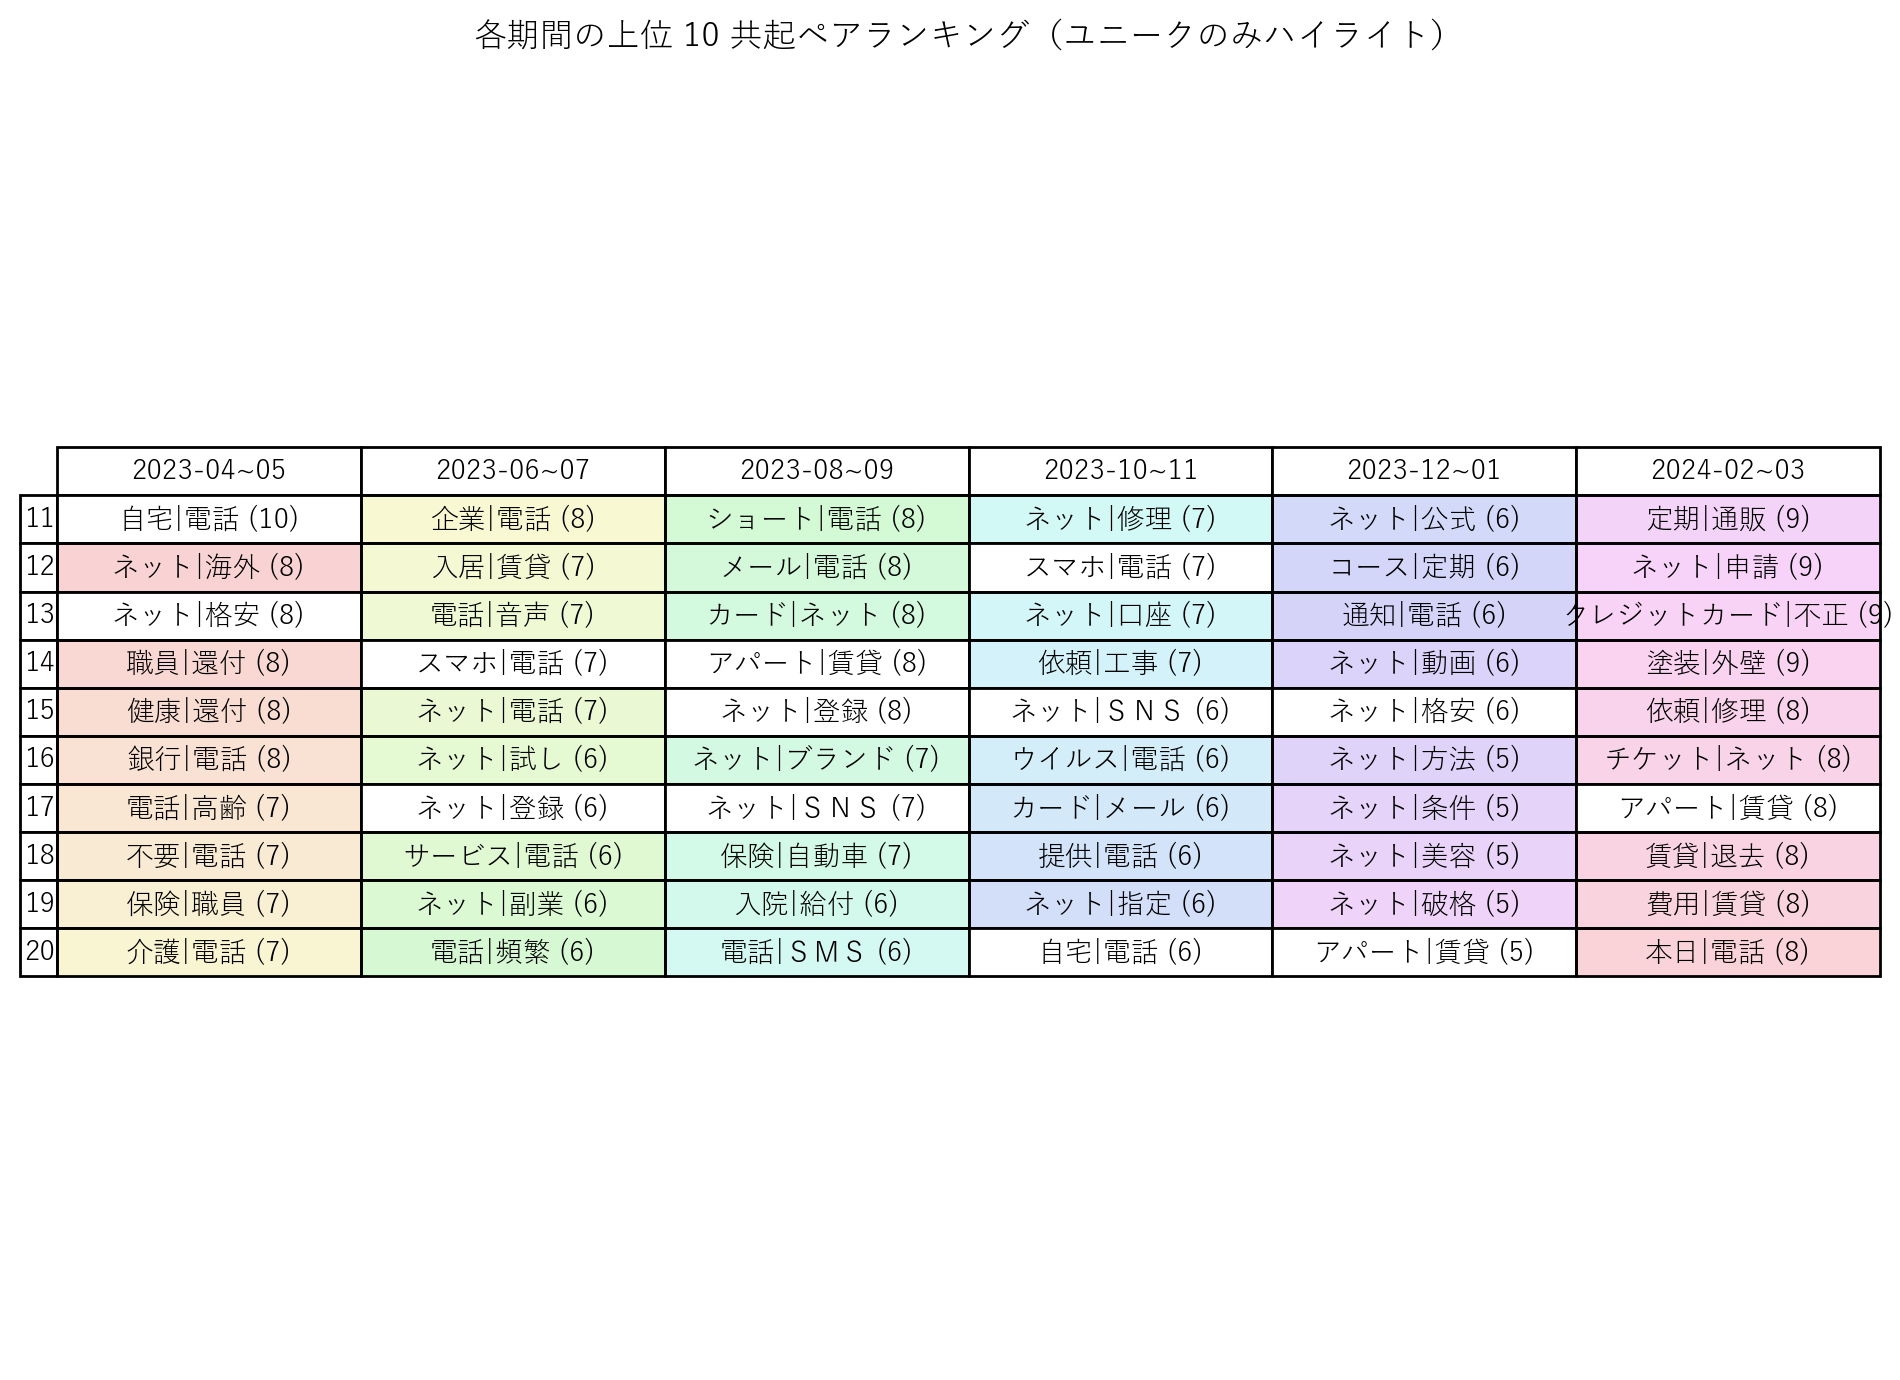 各期間の上位 10 共起ペアランキング（ユニークのみハイライト）
2023-04~05 2023-06~07 2023-08~09 2023-10~11 2023-12~01 2024-02~03
11 自宅|電話 (10) 企業|電話 (8) ショート|電話 (8) ネット|修理 (7) ネット|公式 (6) 定期|通販 (9)
12 ネット|海外 (8) 入居|賃貸 (7) メール|電話 (8) スマホ|電話 (7) コース|定期 (6) ネット|申請 (9)
13 ネット|格安 (8) 電話|音声 (7) カード|ネット (8) ネット|口座 (7) 通知|電話 (6) クレジットカード|不正 (9)
14 職員|還付 (8) スマホ|電話 (7) アパート|賃貸 (8) 依頼|工事 (7) ネット|動画 (6) 塗装|外壁 (9)
15 健康|還付 (8) ネット|電話 (7) ネット|登録 (8) ネット|ＳＮＳ (6) ネット|格安 (6) 依頼|修理 (8)
16 銀行|電話 (8) ネット|試し (6) ネット|ブランド (7) ウイルス|電話 (6) ネット|方法 (5) チケット|ネット (8)
17 電話|高齢 (7) ネット|登録 (6) ネット|ＳＮＳ (7) カード|メール (6) ネット|条件 (5) アパート|賃貸 (8)
18 不要|電話 (7) サービス|電話 (6) 保険|自動車 (7) 提供|電話 (6) ネット|美容 (5) 賃貸|退去 (8)
19 保険|職員 (7) ネット|副業 (6) 入院|給付 (6) ネット|指定 (6) ネット|破格 (5) 費用|賃貸 (8)
20 介護|電話 (7) 電話|頻繁 (6) 電話|ＳＭＳ (6) 自宅|電話 (6) アパート|賃貸 (5) 本日|電話 (8)